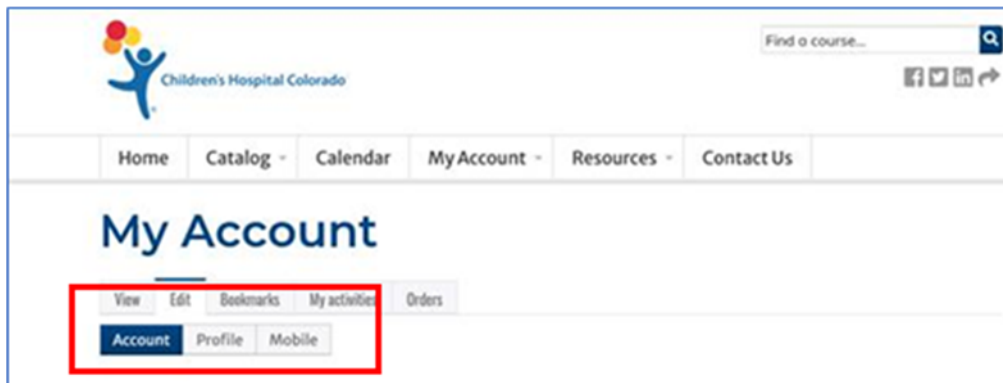 Find a course...
Children's Hospital Colorado
Home Catalog Calendar My Account Resources Contact Us
My Account
View Edit Bookmarks My activities Orders
Account Profile Mobile